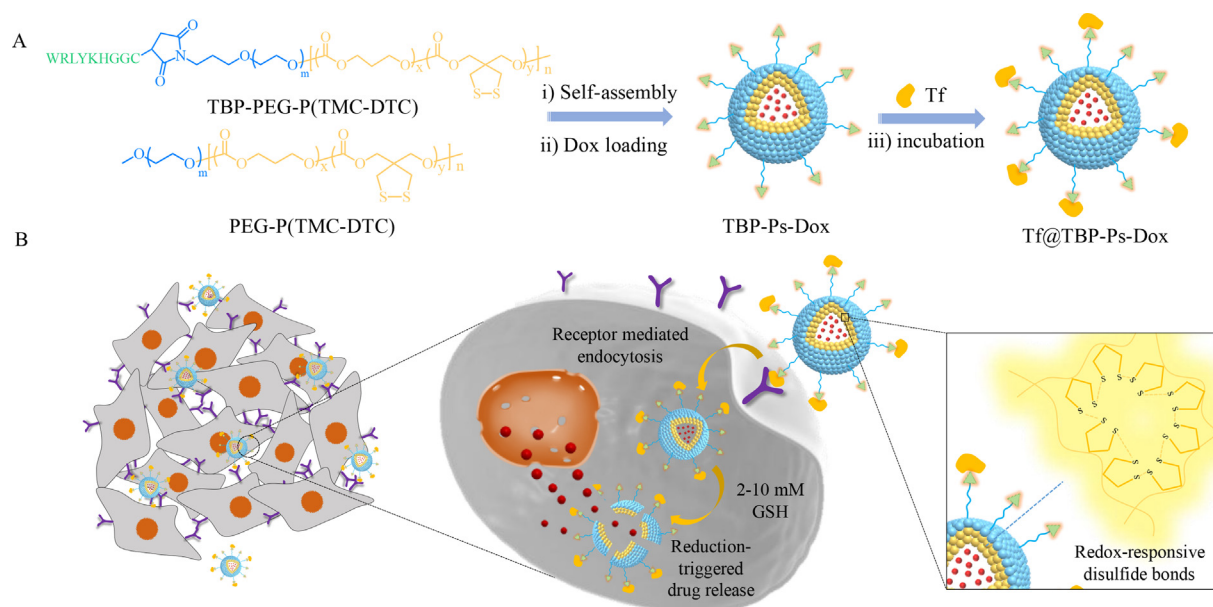 A
WRLYKHGGC
O
N
O
O
O
m
O
O
O
x
O
O
O
y
n
S-S
TBP-PEG-P(TMC-DTC)
O
O
m
O
O
O
x
O
O
O
y
n
S-S
PEG-P(TMC-DTC)
i) Self-assembly
ii) Dox loading
TBP-Ps-Dox
Tf
iii) incubation
Tf@TBP-Ps-Dox
B
Receptor mediated
endocytosis
2-10 mM
GSH
Reduction-
triggered
drug release
S
S
S
S
S
S
S
S
S
S
S
S
Redox-responsive
disulfide bonds